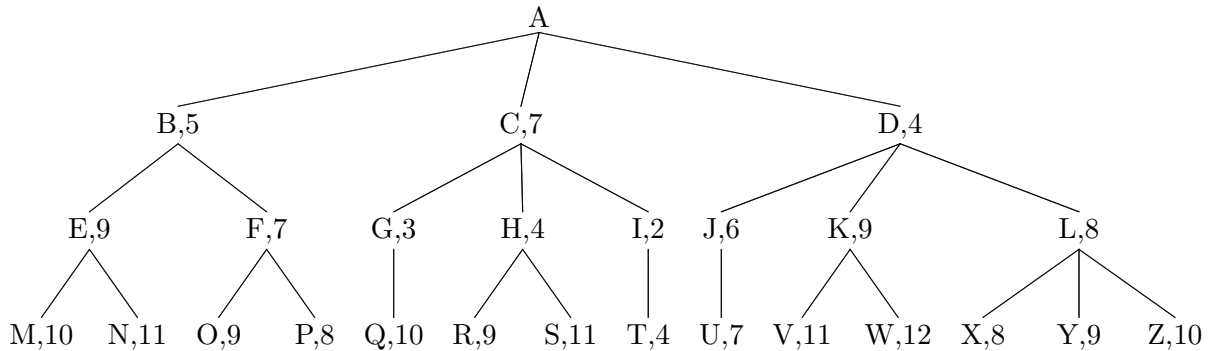 A
B,5 C,7 D,4
E,9 F,7 G,3 H,4 I,2 J,6 K,9 L,8
M,10 N,11 O,9 P,8 Q,10 R,9 S,11 T,4 U,7 V,11 W,12 X,8 Y,9 Z,10